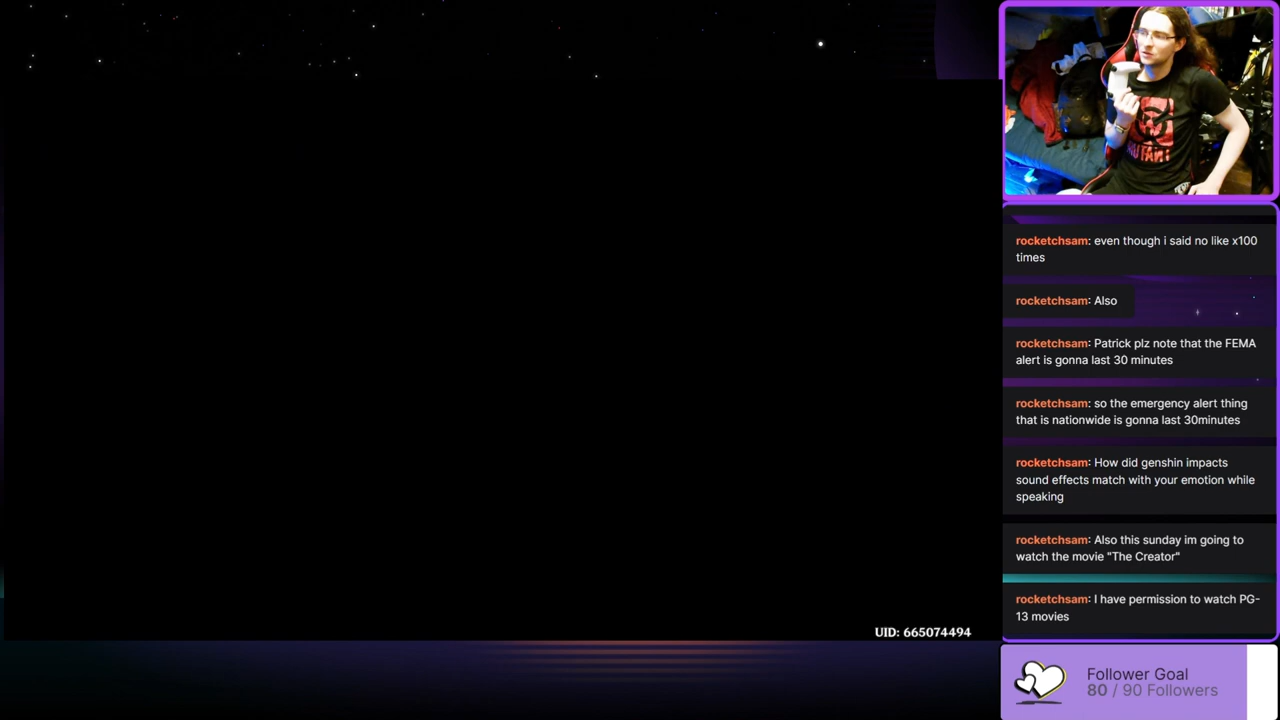 MUTANT
rocketchsam: even though i said no like x100
times
rocketchsam: Also
rocketchsam: Patrick plz note that the FEMA
alert is gonna last 30 minutes
rocketchsam: so the emergency alert thing
that is nationwide is gonna last 30minutes
rocketchsam: How did genshin impacts
sound effects match with your emotion while
speaking
rocketchsam: Also this sunday im going to
watch the movie "The Creator"
rocketchsam: I have permission to watch PG-
13 movies
UID: 665074494
Follower Goal
80 / 90 Followers